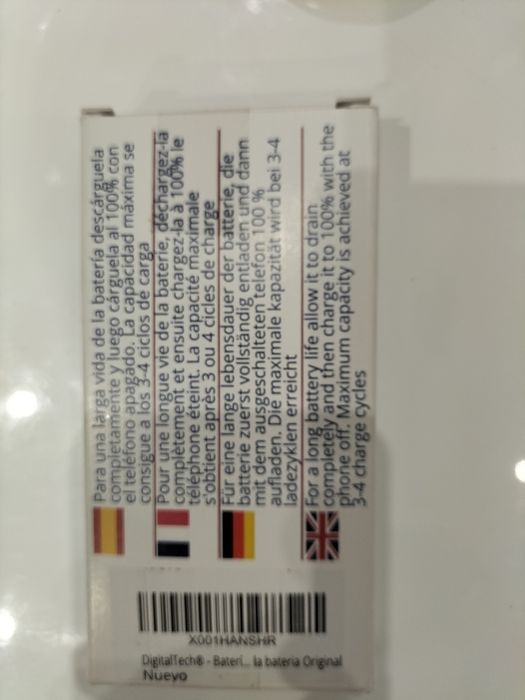 Para una larga vida de la batería descárguela
completamente y luego cárguela al 100% con
el teléfono apagado. La capacidad máxima se
consigue a los 3-4 ciclos de carga
Pour une longue vie de la batterie, déchargez-la
complètement et ensuite chargez-la à 100% le
téléphone éteint. La capacité maximale
s'obtient après 3 ou 4 cicles de charge
Für eine lange lebensdauer der batterie, die
batterie zuerst vollständig entladen und dann
mit dem ausgeschalteten telefon 100 %
aufladen. Die maximale kapazität wird bei 3-4
ladezyklen erreicht
For a long battery life allow it to drain
completely and then charge it to 100% with the
phone off. Maximum capacity is achieved at
3-4 charge cycles
X001HANSHR
DigitalTech® - Baterí... la bateria Original
Nuevo